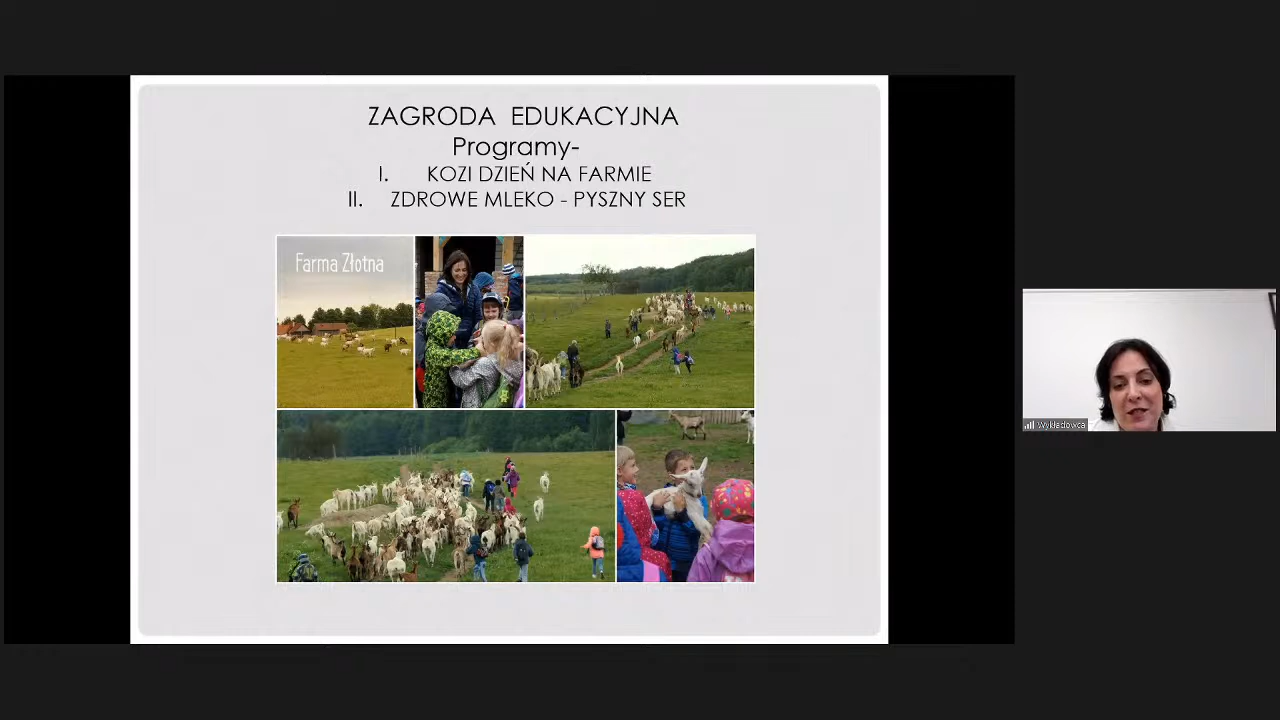 ZAGRODA EDUKACYJNA
Programy-
I. KOZI DZIEŃ NA FARMIE
II. ZDROWE MLEKO - PYSZNY SER
Farma Złotna
Wykładowca